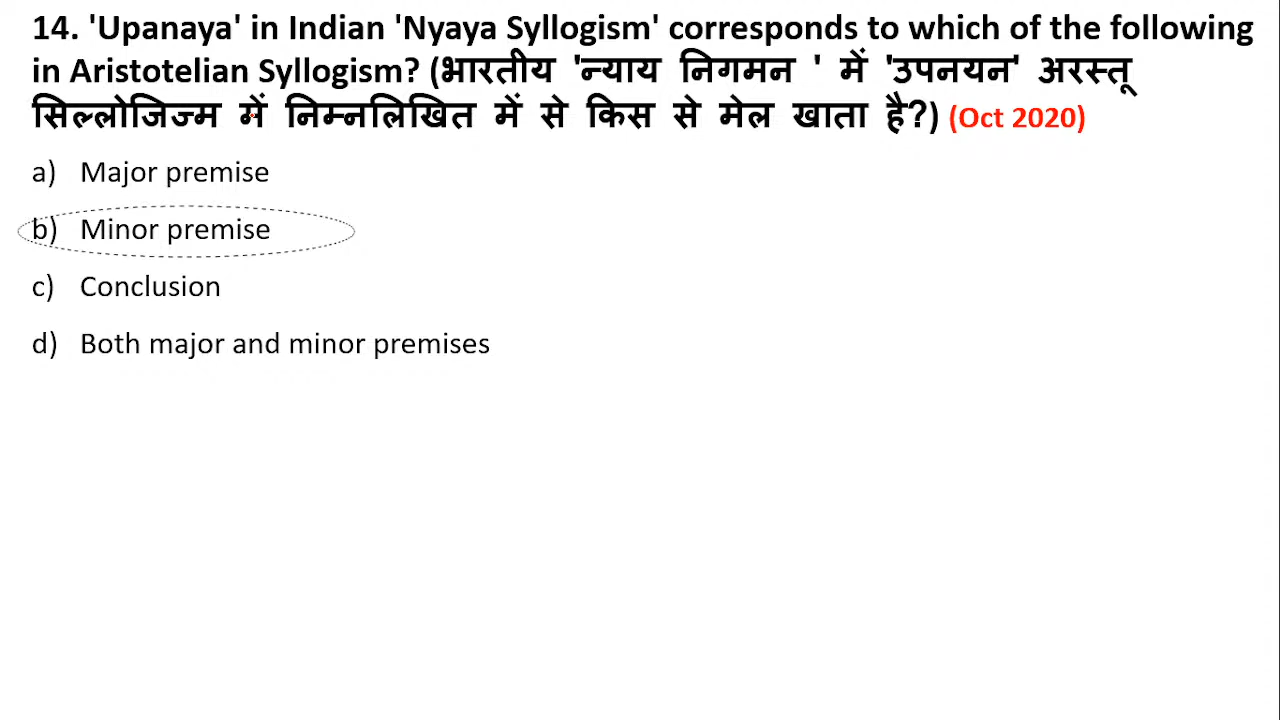 14. 'Upanaya' in Indian 'Nyaya Syllogism' corresponds to which of the following
in Aristotelian Syllogism? (भारतीय 'न्याय निगमन ' में 'उपनयन' अरस्तू
सिल्लोजिज्म में निम्नलिखित में से किस से मेल खाता है?) (Oct 2020)
a) Major premise
b) Minor premise
c) Conclusion
d) Both major and minor premises